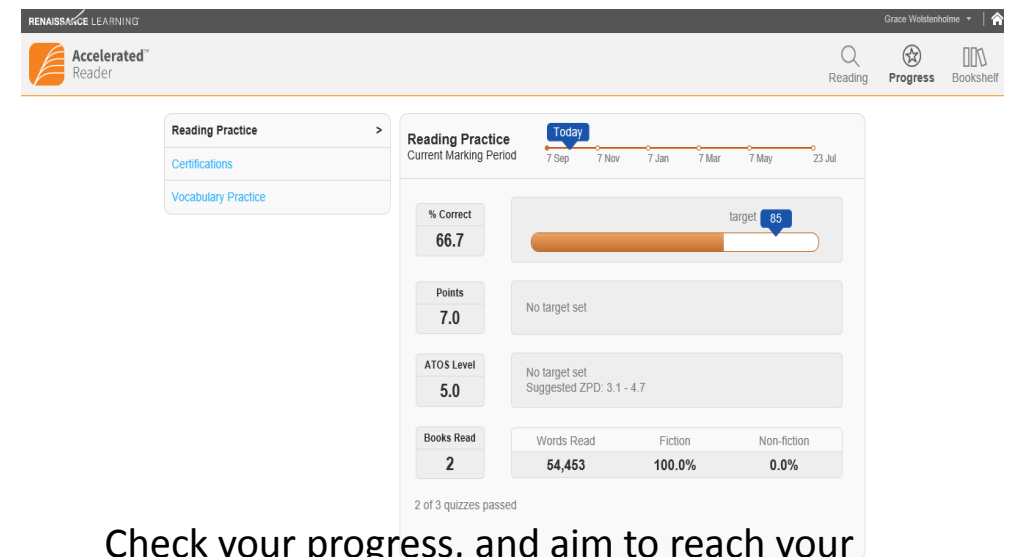 RENAISSANCE LEARNING
Grace Wolstenholme
Accelerated™
Reader
Reading
Progress
Bookshelf
Reading Practice >
Certifications
Vocabulary Practice
Reading Practice
Current Marking Period
Today
7 Sep 7 Nov 7 Jan 7 Mar 7 May 23 Jul
% Correct
66.7
target 85
Points
7.0
No target set
ATOS Level
5.0
No target set
Suggested ZPD: 3.1 - 4.7
Books Read
2
Words Read Fiction Non-fiction
54,453 100.0% 0.0%
2 of 3 quizzes passed
Check your progress, and aim to reach your